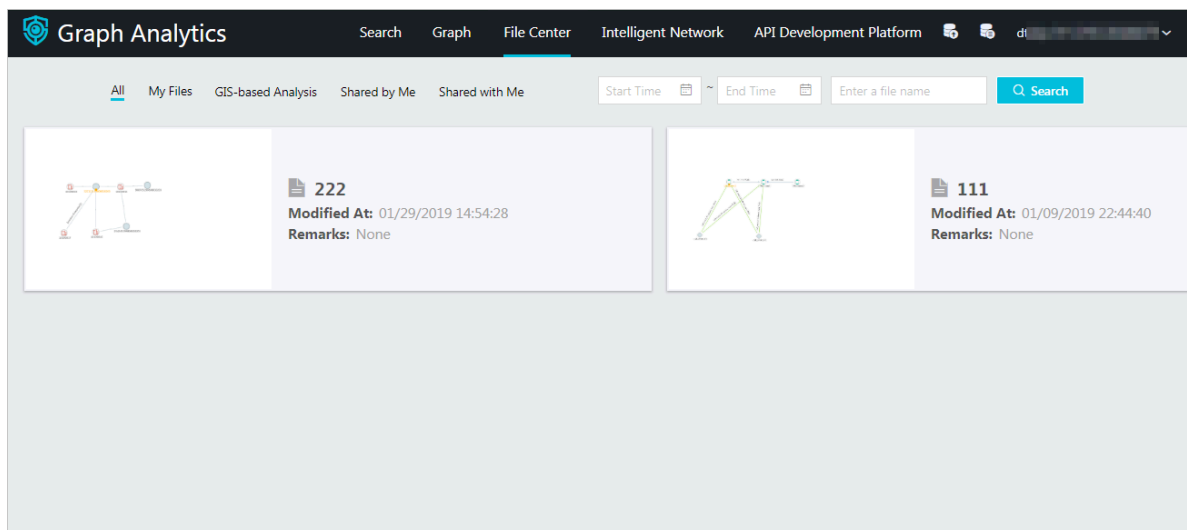 Graph Analytics Search Graph File Center Intelligent Network API Development Platform
All My Files GIS-based Analysis Shared by Me Shared with Me Start Time ~ End Time Enter a file name Search
222
Modified At: 01/29/2019 14:54:28
Remarks: None
111
Modified At: 01/09/2019 22:44:40
Remarks: None